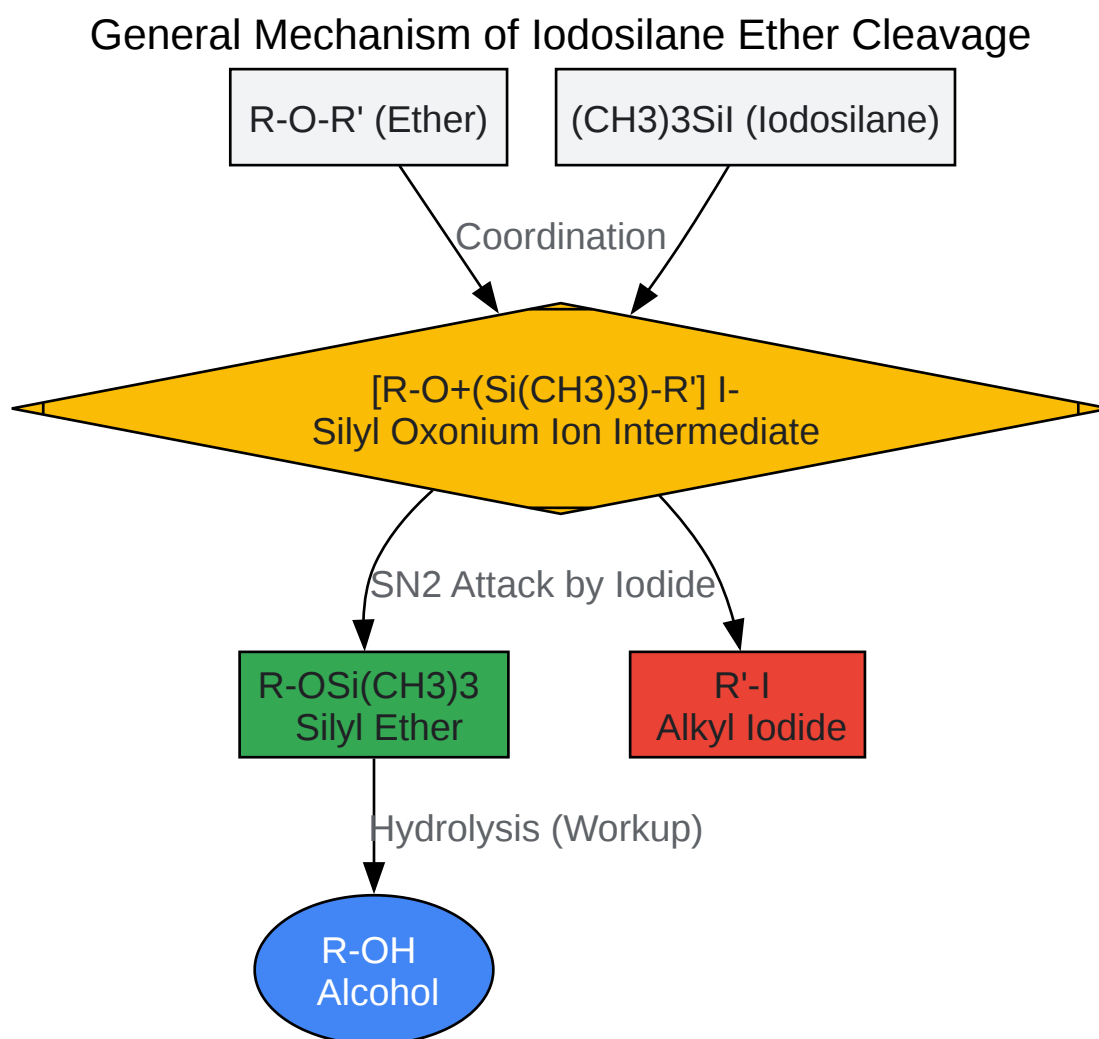 General Mechanism of Iodosilane Ether Cleavage
R-O-R' (Ether)
(CH3)3SiI (Iodosilane)
Coordination
[R-O+(Si(CH3)3)-R'] I-
Silyl Oxonium Ion Intermediate
SN2 Attack by Iodide
R-OSi(CH3)3
Silyl Ether
R'-I
Alkyl Iodide
Hydrolysis (Workup)
R-OH
Alcohol